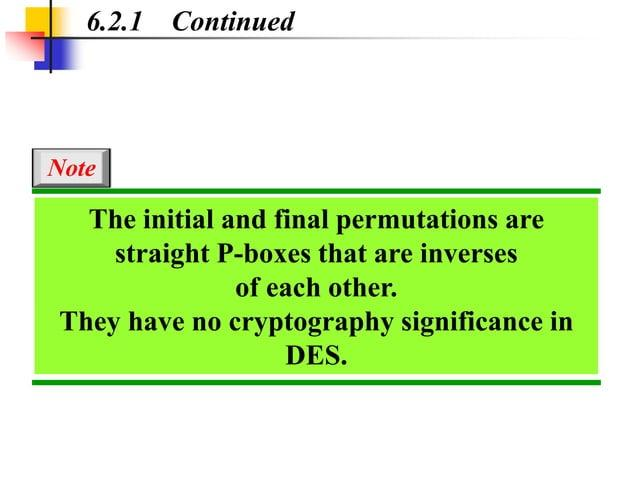 6.2.1 Continued
Note
The initial and final permutations are
straight P-boxes that are inverses
of each other.
They have no cryptography significance in
DES.